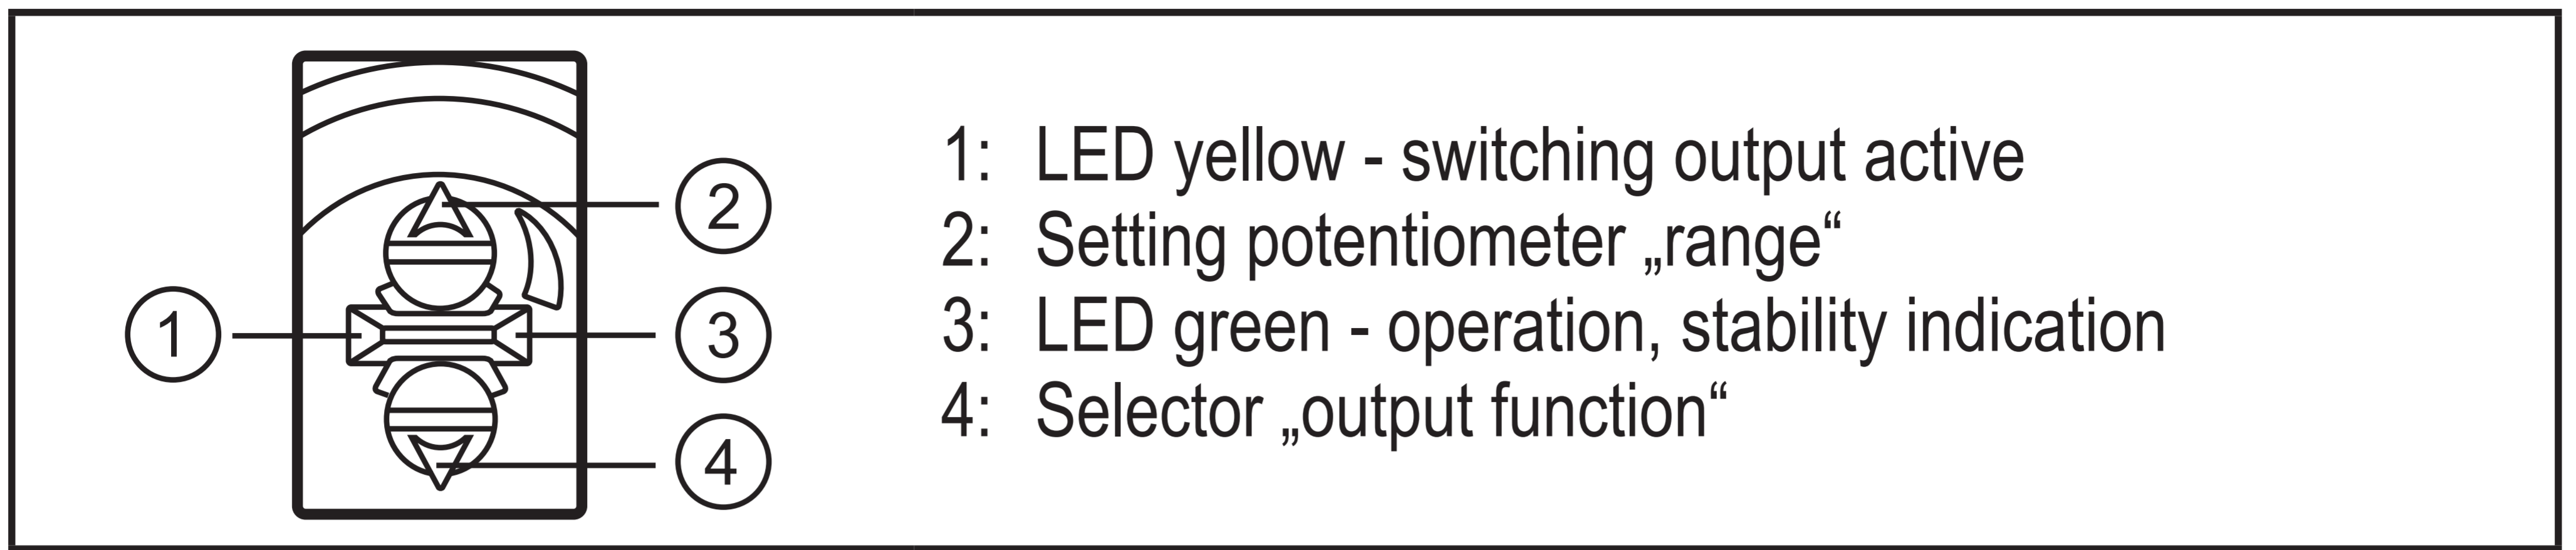 2
1
3
4
1: LED yellow - switching output active
2: Setting potentiometer „range“
3: LED green - operation, stability indication
4: Selector „output function“